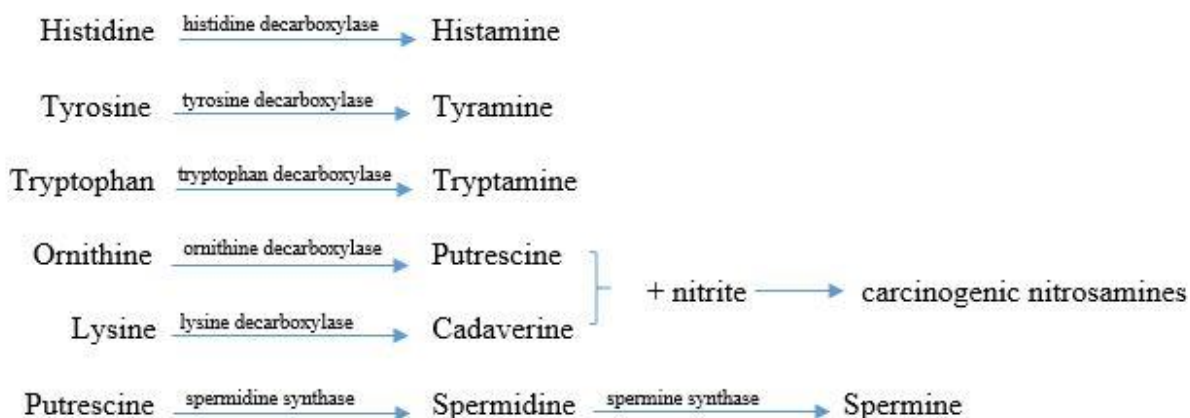 Histidine histidine decarboxylase Histamine
Tyrosine tyrosine decarboxylase Tyramine
Tryptophan tryptophan decarboxylase Tryptamine
Ornithine ornithine decarboxylase Putrescine
+ nitrite carcinogenic nitrosamines
Lysine lysine decarboxylase Cadaverine
Putrescine spermidine synthase Spermidine spermine synthase Spermine